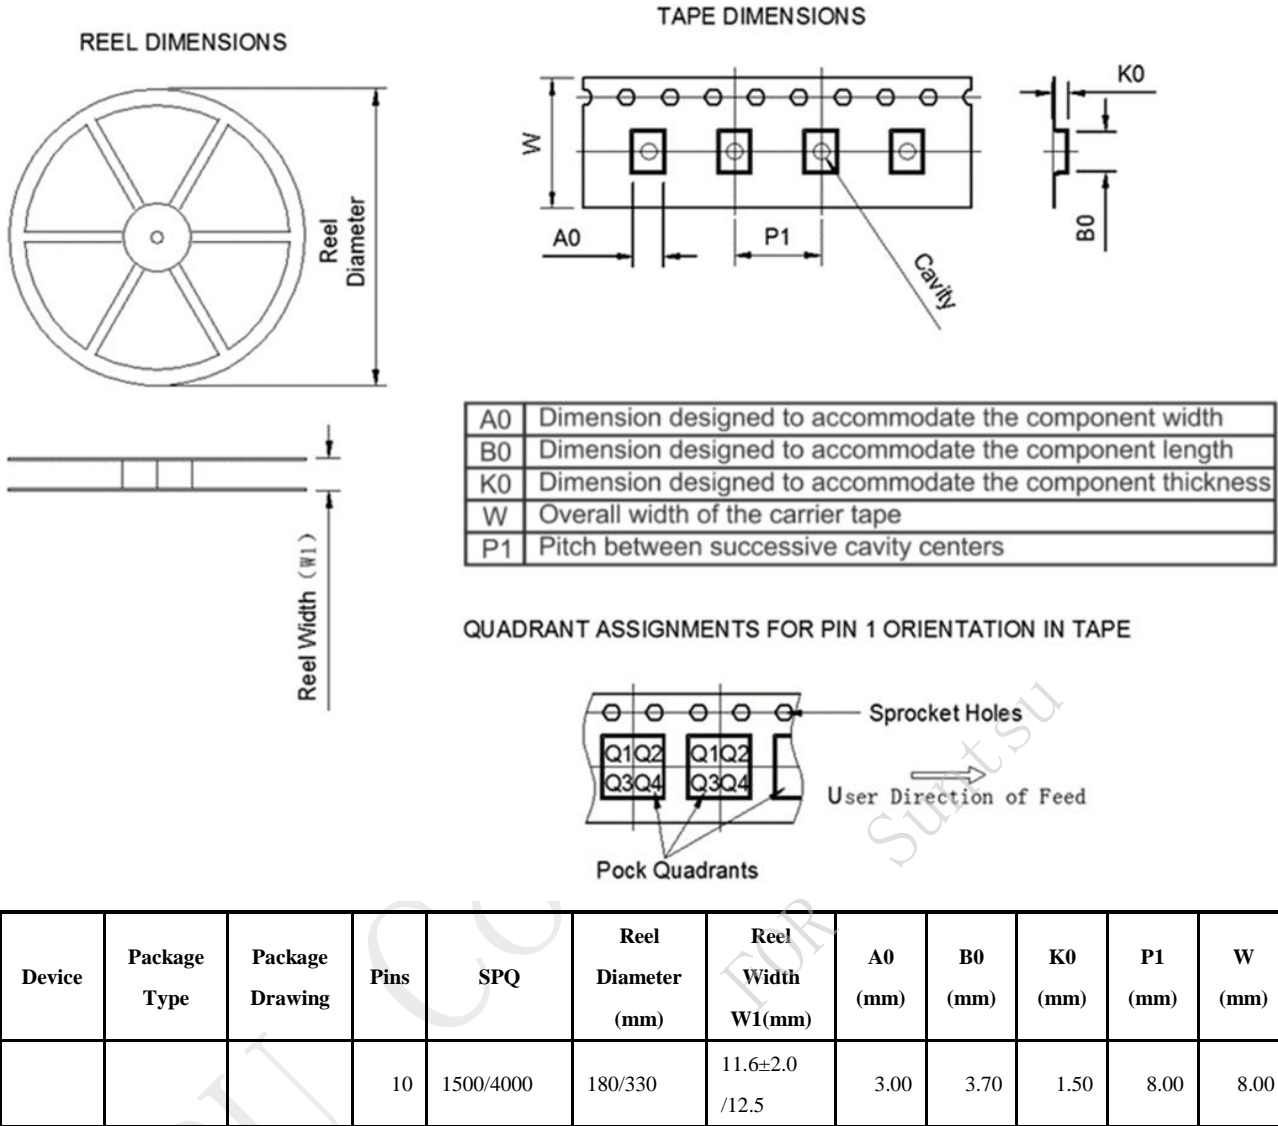 REEL DIMENSIONS
TAPE DIMENSIONS
Reel
Diameter
W
A0
P1
Cavity
K0
B0
Reel Width (W1)
A0 Dimension designed to accommodate the component width
B0 Dimension designed to accommodate the component length
K0 Dimension designed to accommodate the component thickness
W Overall width of the carrier tape
P1 Pitch between successive cavity centers
QUADRANT ASSIGNMENTS FOR PIN 1 ORIENTATION IN TAPE
Sprocket Holes
Q1 Q2 Q1 Q2
Q3 Q4 Q3 Q4
User Direction of Feed
Pock Quadrants
FOR Suntsu
Device Package Type Package Drawing Pins SPQ Reel Diameter (mm) Reel Width W1(mm) A0 (mm) B0 (mm) K0 (mm) P1 (mm) W (mm)
10 1500/4000 180/330 11.6±2.0 /12.5 3.00 3.70 1.50 8.00 8.00